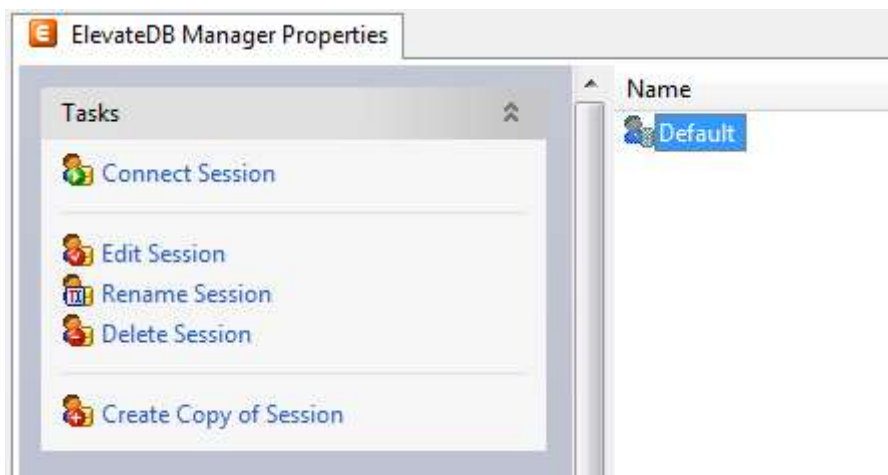 ElevateDB Manager Properties
Tasks
Connect Session
Edit Session
Rename Session
Delete Session
Create Copy of Session
Name
Default